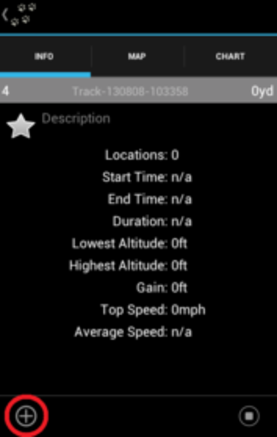 INFO MAP CHART
4 Track-130808-103358 0yd
Description
Locations: 0
Start Time: n/a
End Time: n/a
Duration: n/a
Lowest Altitude: 0ft
Highest Altitude: 0ft
Gain: 0ft
Top Speed: 0mph
Average Speed: n/a